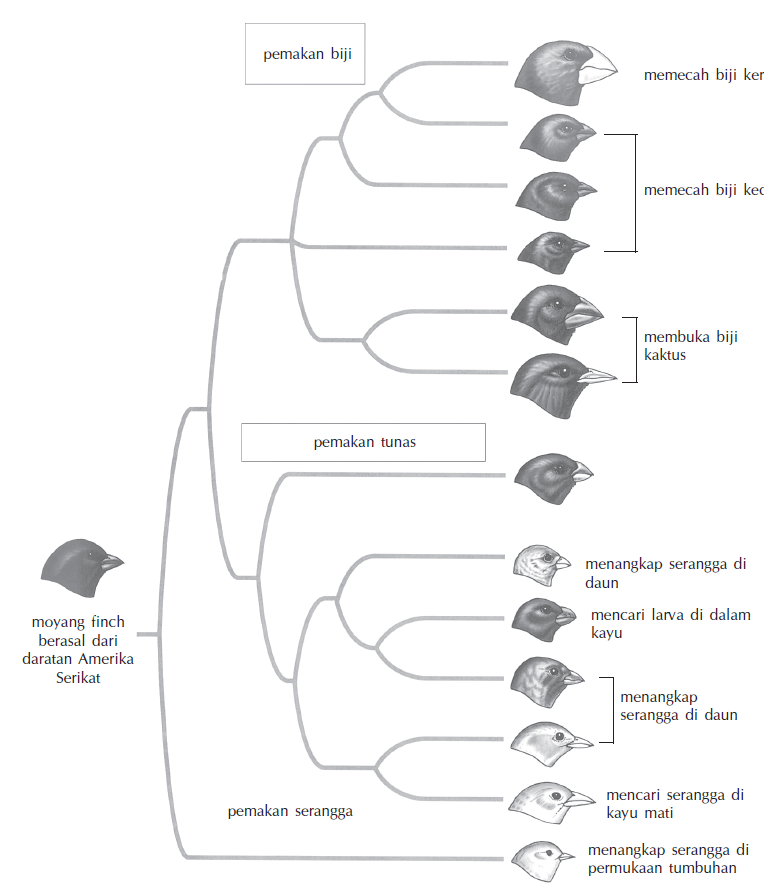 pemakan biji
memecah biji ker
memecah biji kec
membuka biji
kaktus
pemakan tunas
menangkap serangga di
daun
mencari larva di dalam
kayu
moyang finch
berasal dari
daratan Amerika
Serikat
menangkap
serangga di daun
pemakan serangga
mencari serangga di
kayu mati
menangkap serangga di
permukaan tumbuhan